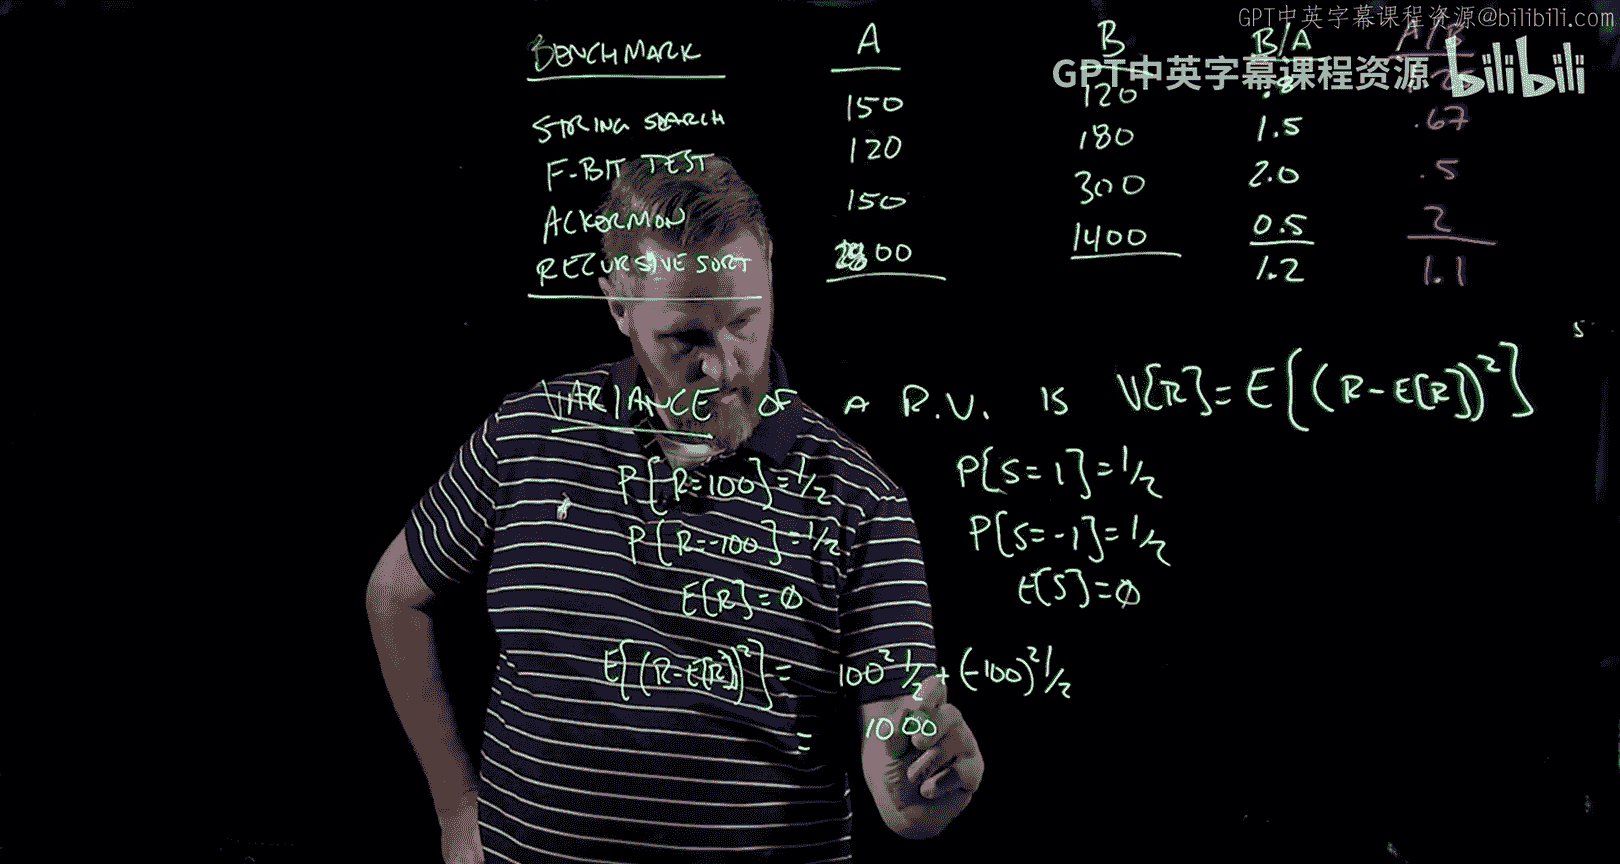 GPT中英字幕课程资源@bilibili.com
GPT中英字幕课程资源 bilibili
BENCHMARK A B B/A A/B
STRING SEARCH 150 120 .8
F-BIT TEST 120 180 1.5 .67
ACKERMON 150 300 2.0 .5
RECURSIVE SORT 00 1400 0.5 2
1.2 1.1
S
VARIANCE OF A R.V. IS V[R]=E[(R-E[R])²]
P[R=100]=1/2 P[S=1]=1/2
P[R=-100]=1/2 P[S=-1]=1/2
E[R]=∅ E[S]=∅
E[(R-E[R])²]= 100² 1/2 + (-100)² 1/2
= 1000